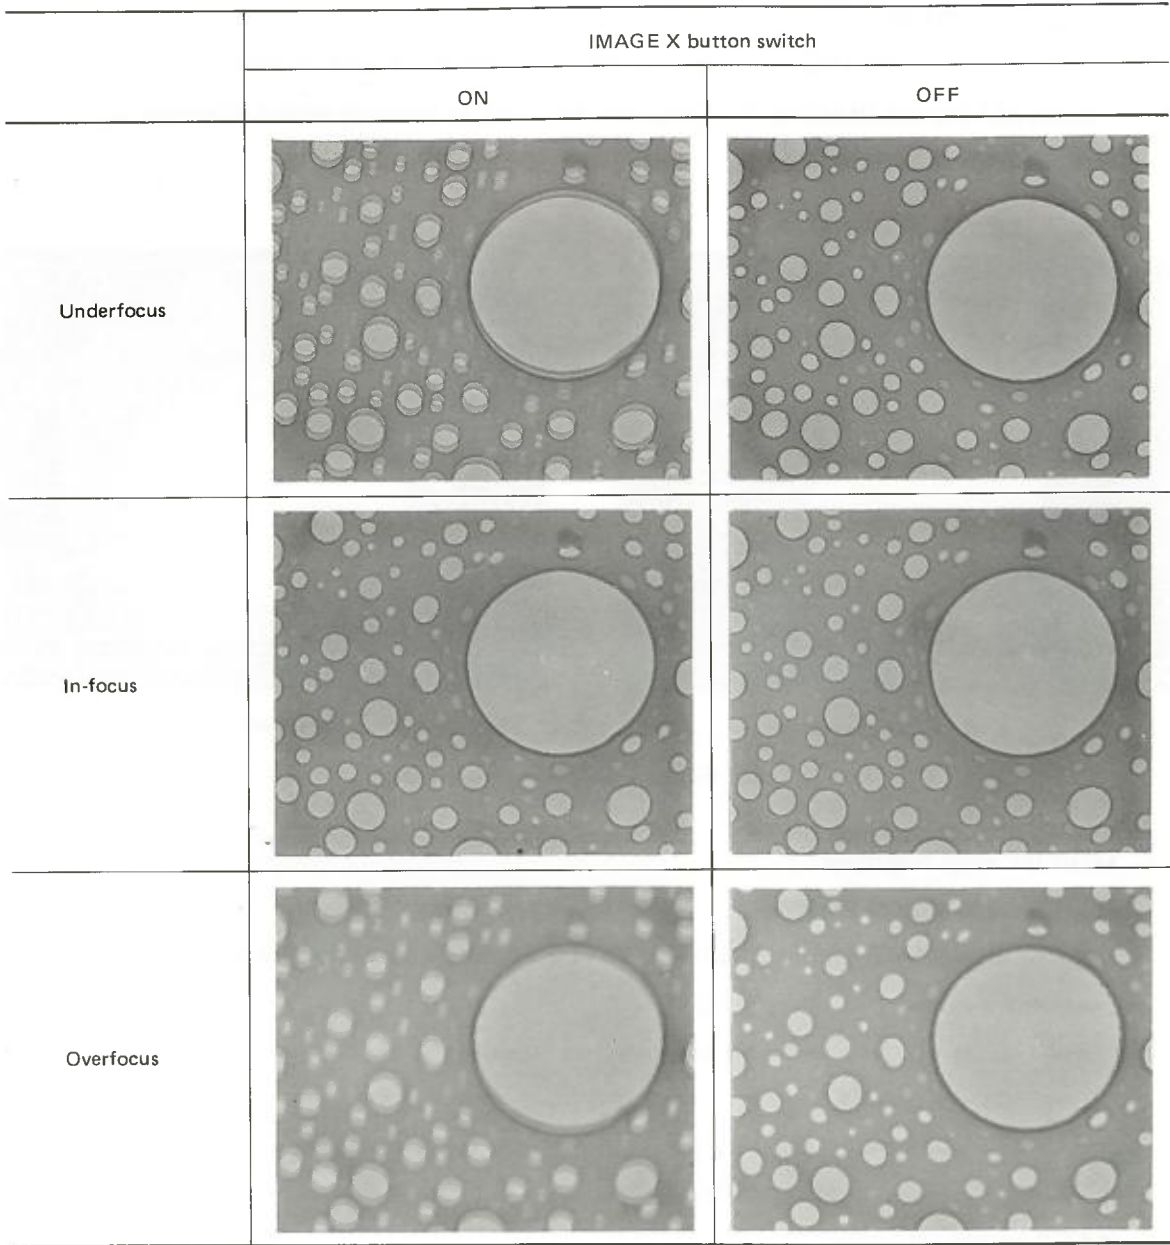 IMAGE X button switch
ON
OFF
Underfocus
In-focus
Overfocus